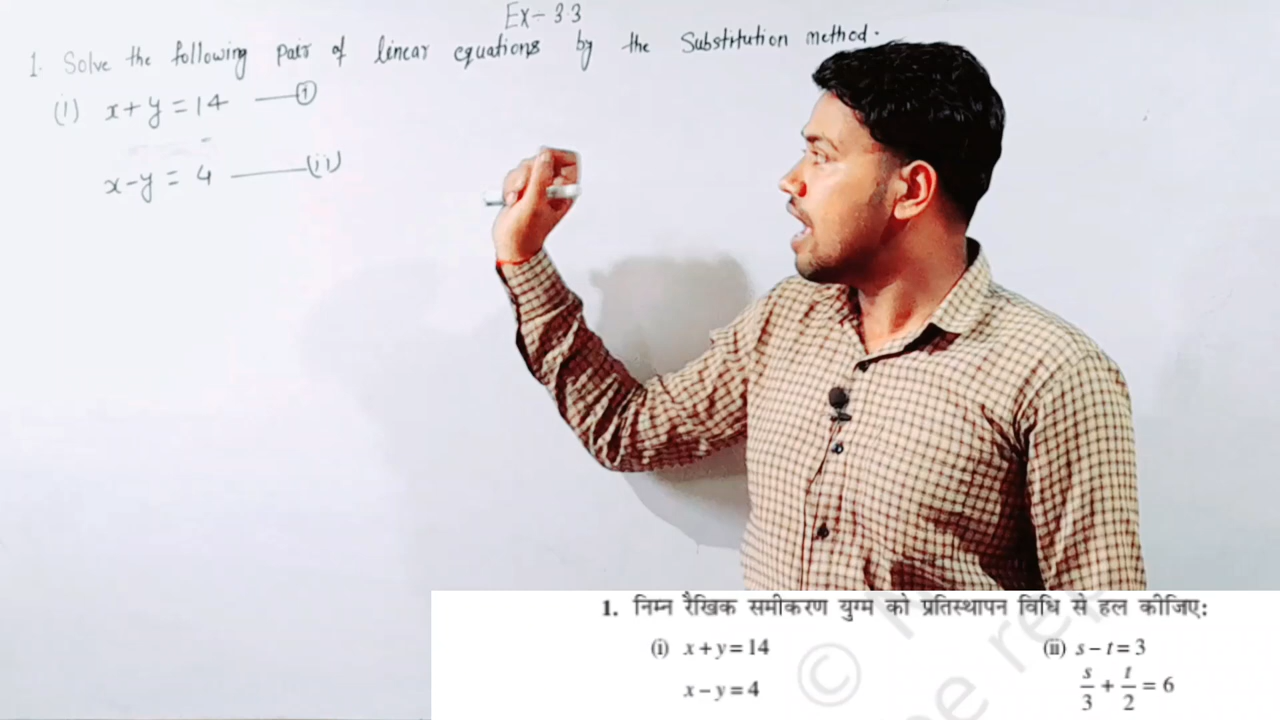 Ex- 3.3
1. Solve the following pair of linear equations by the Substitution method.
(i) x+y=14 —①
x-y= 4 —(ii)
1. निम्न रैखिक समीकरण युग्म को प्रतिस्थापन विधि से हल कीजिए:
(i) x+y=14 (ii) s-t=3
x-y=4 s/3 + t/2 = 6
©